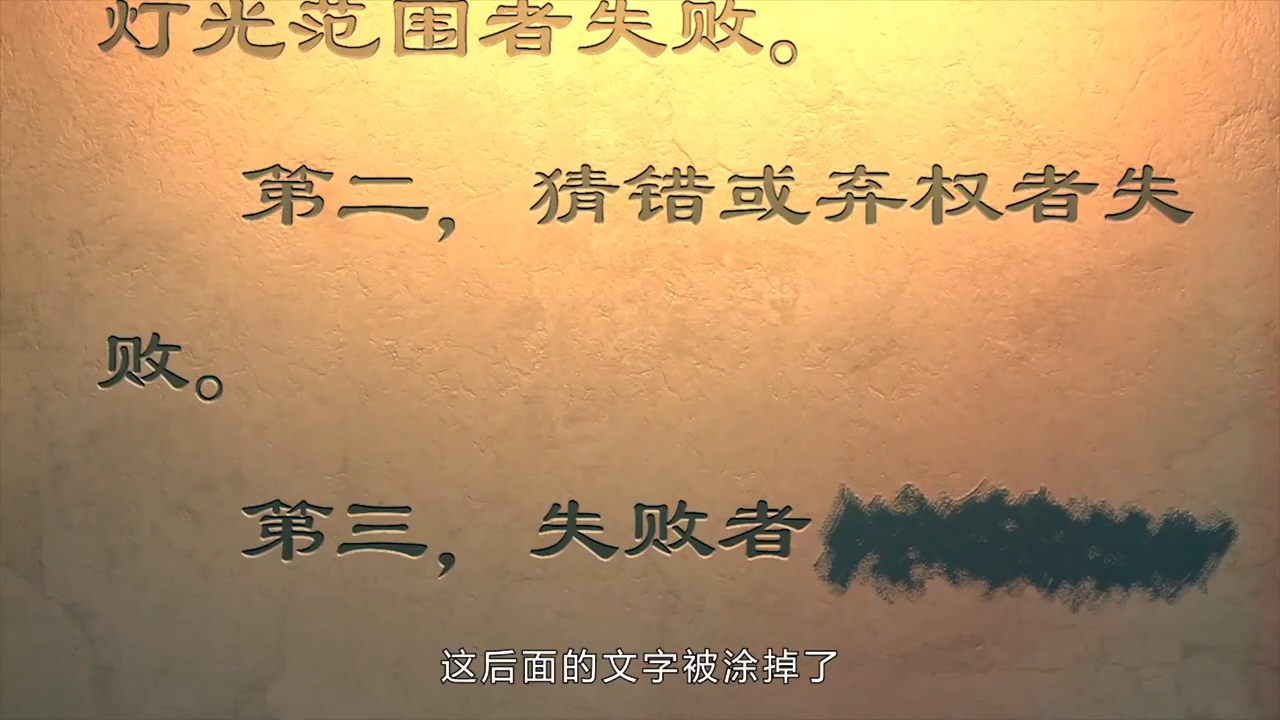 灯光范围者失败。
第二，猜错或弃权者失
败。
第三，失败者
这后面的文字被涂掉了